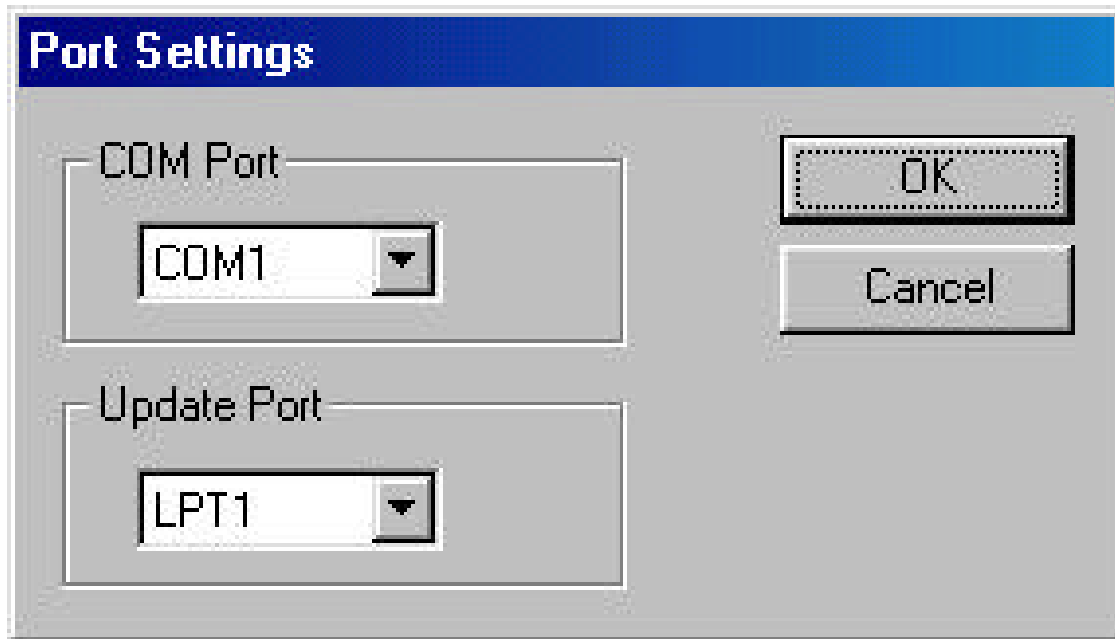 Port Settings
COM Port
COM1
OK
Cancel
Update Port
LPT1